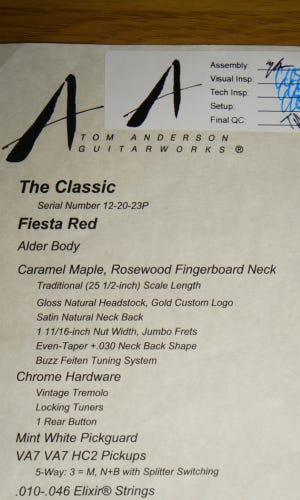 Assembly:
Visual Insp:
Tech Insp:
Setup:
Final QC:
TOM ANDERSON
GUITARWORKS ®
The Classic
Serial Number 12-20-23P
Fiesta Red
Alder Body
Caramel Maple, Rosewood Fingerboard Neck
Traditional (25 1/2-inch) Scale Length
Gloss Natural Headstock, Gold Custom Logo
Satin Natural Neck Back
1 11/16-inch Nut Width, Jumbo Frets
Even-Taper +.030 Neck Back Shape
Buzz Feiten Tuning System
Chrome Hardware
Vintage Tremolo
Locking Tuners
1 Rear Button
Mint White Pickguard
VA7 VA7 HC2 Pickups
5-Way: 3 = M, N+B with Splitter Switching
.010-.046 Elixir® Strings